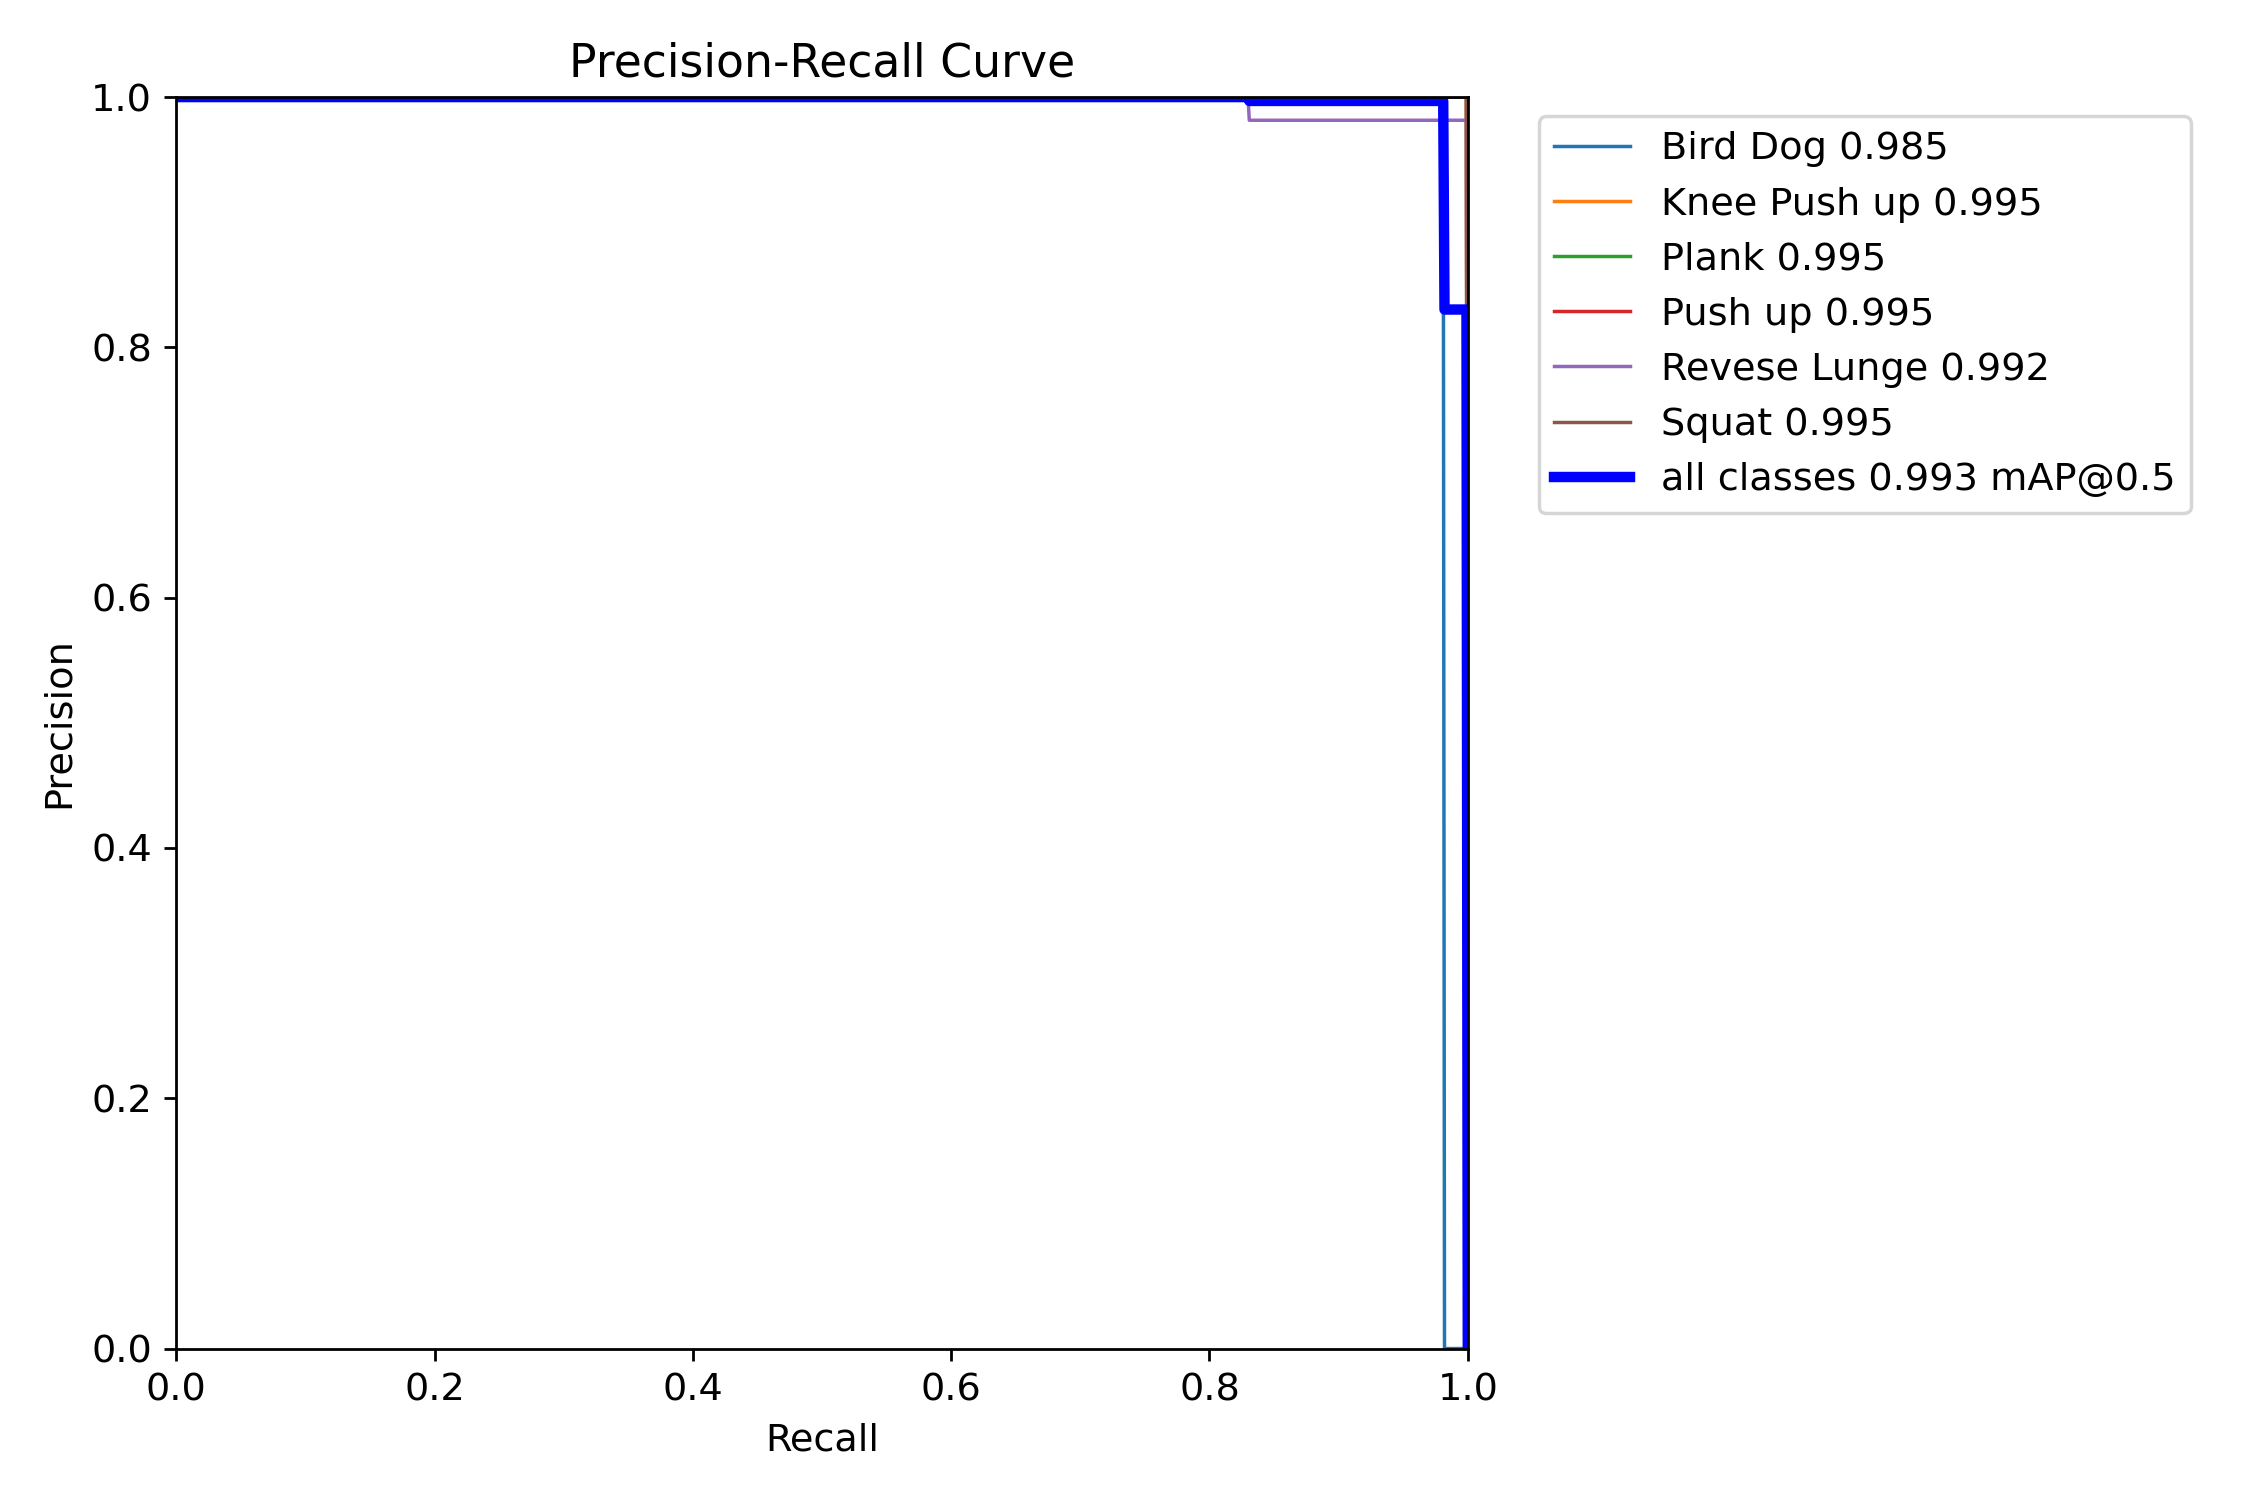 Precision-Recall Curve
1.0
0.8
0.6
0.4
0.2
0.0
Precision
0.0 0.2 0.4 0.6 0.8 1.0
Recall
Bird Dog 0.985
Knee Push up 0.995
Plank 0.995
Push up 0.995
Revese Lunge 0.992
Squat 0.995
all classes 0.993 mAP@0.5